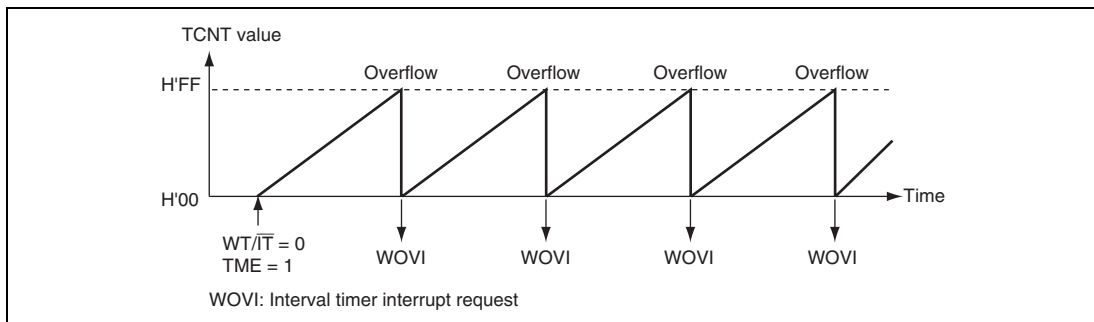 TCNT value
H'FF
Overflow Overflow Overflow Overflow
H'00
Time
WT/IT = 0
TME = 1
WOVI WOVI WOVI WOVI
WOVI: Interval timer interrupt request